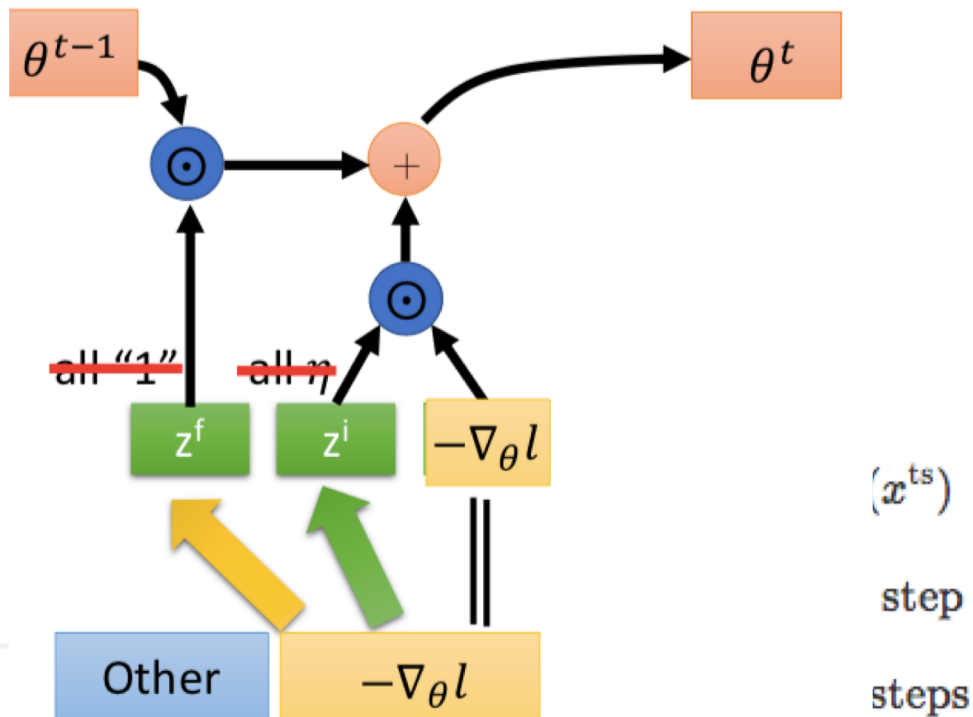 θ^{t−1}
θ^t
⊙
+
⊙
all “1”
all η
z^f
z^i
−∇_θ l
(x^{ts})
step
Other
−∇_θ l
steps